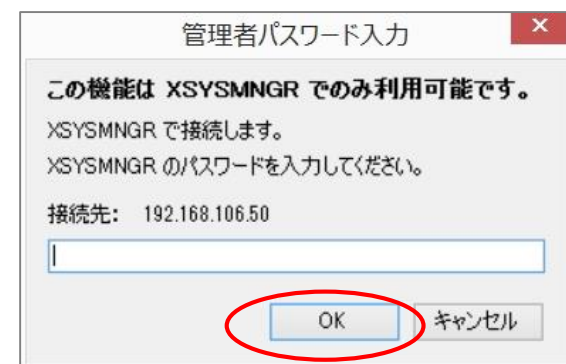 管理者パスワード入力
この機能は XSYSMNGR でのみ利用可能です。
XSYSMNGR で接続します。
XSYSMNGR のパスワードを入力してください。
接続先: 192.168.106.50
OK キャンセル